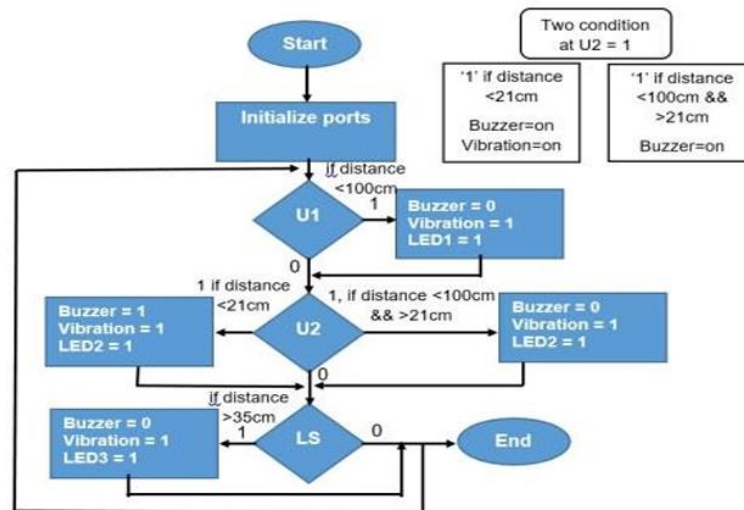 Start
Two condition
at U2 = 1
'1' if distance
<21cm
Buzzer=on
Vibration=on
'1' if distance
<100cm &&
>21cm
Buzzer=on
Initialize ports
if distance
<100cm
U1
1
Buzzer = 0
Vibration = 1
LED1 = 1
0
1 if distance
<21cm
1, if distance <100cm
&& >21cm
Buzzer = 1
Vibration = 1
LED2 = 1
U2
Buzzer = 0
Vibration = 1
LED2 = 1
0
if distance
>35cm
Buzzer = 0
Vibration = 1
LED3 = 1
1
LS
0
End